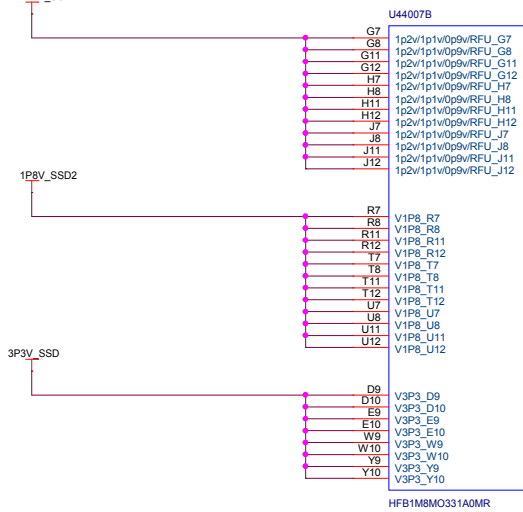 U44007B
G7 1p2v/1p1v/0p9v/RFU_G7
G8 1p2v/1p1v/0p9v/RFU_G8
G11 1p2v/1p1v/0p9v/RFU_G11
G12 1p2v/1p1v/0p9v/RFU_G12
H7 1p2v/1p1v/0p9v/RFU_H7
H8 1p2v/1p1v/0p9v/RFU_H8
H11 1p2v/1p1v/0p9v/RFU_H11
H12 1p2v/1p1v/0p9v/RFU_H12
J7 1p2v/1p1v/0p9v/RFU_J7
J8 1p2v/1p1v/0p9v/RFU_J8
J11 1p2v/1p1v/0p9v/RFU_J11
J12 1p2v/1p1v/0p9v/RFU_J12
1P8V_SSD2
R7 V1P8_R7
R8 V1P8_R8
R11 V1P8_R11
R12 V1P8_R12
T7 V1P8_T7
T8 V1P8_T8
T11 V1P8_T11
T12 V1P8_T12
U7 V1P8_U7
U8 V1P8_U8
U11 V1P8_U11
U12 V1P8_U12
3P3V_SSD
D9 V3P3_D9
D10 V3P3_D10
E9 V3P3_E9
E10 V3P3_E10
W9 V3P3_W9
W10 V3P3_W10
Y9 V3P3_Y9
Y10 V3P3_Y10
HFB1M8MO331A0MR